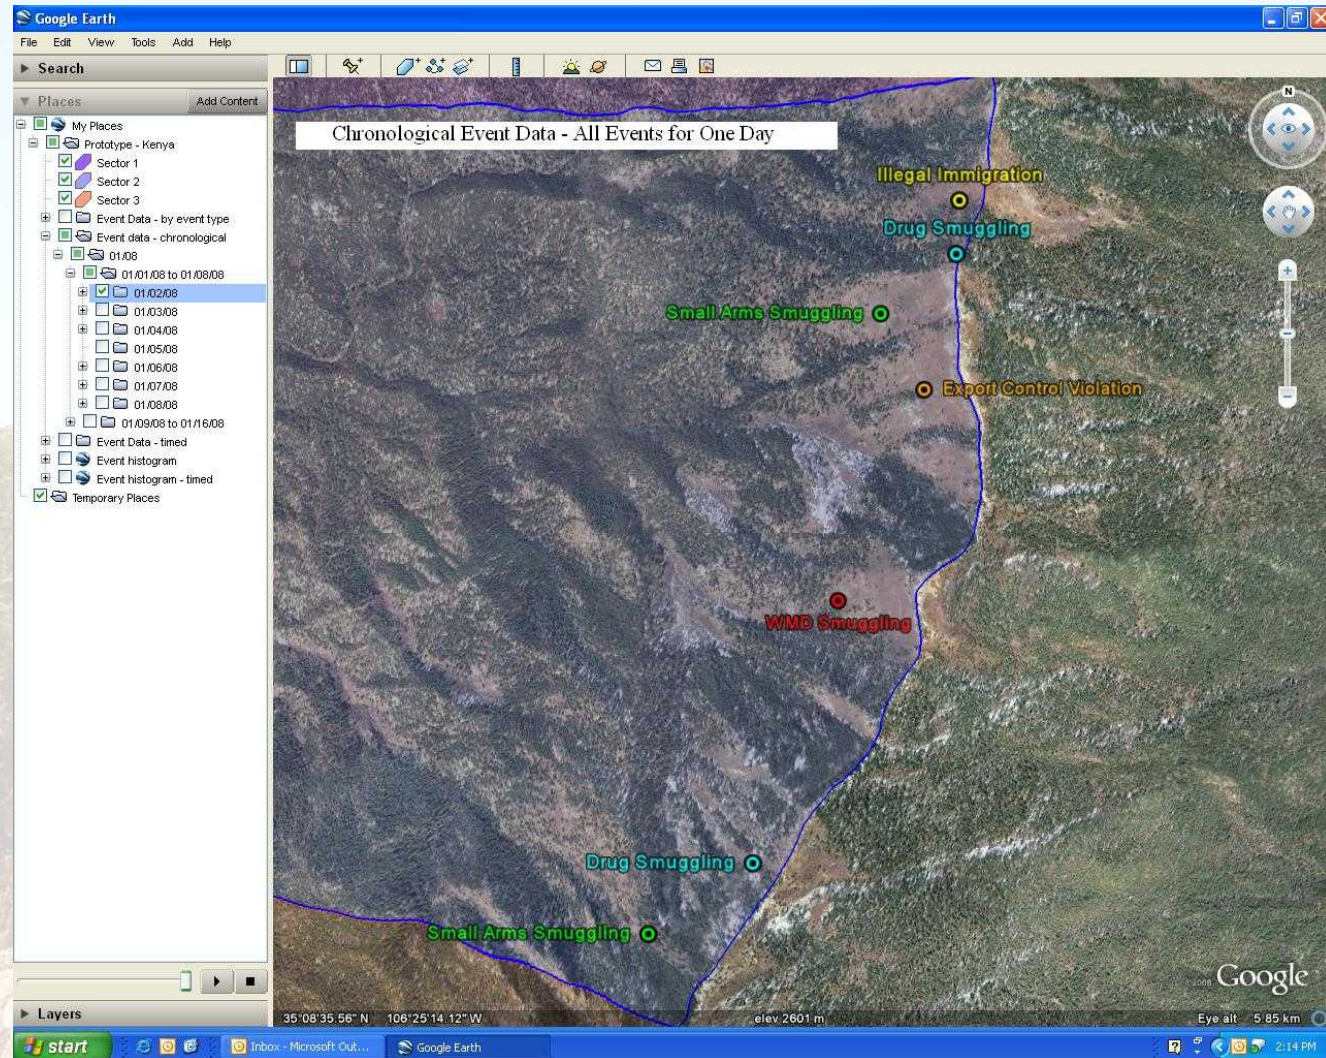 Google Earth
File Edit View Tools Add Help
Search
Places Add Content
My Places
Prototype - Kenya
Sector 1
Sector 2
Sector 3
Event Data - by event type
Event data - chronological
01/08
01/01/08 to 01/08/08
01/02/08
01/03/08
01/04/08
01/05/08
01/06/08
01/07/08
01/08/08
01/09/08 to 01/16/08
Event Data - timed
Event histogram
Event histogram - timed
Temporary Places
Layers
Chronological Event Data - All Events for One Day
N
Illegal Immigration
Drug Smuggling
Small Arms Smuggling
Export Control Violation
WMD Smuggling
Drug Smuggling
Small Arms Smuggling
©2008 Google
35°08'35.56" N 106°25'14.12" W elev 2601 m Eye alt 5.85 km
start Inbox - Microsoft Out... Google Earth 2:14 PM